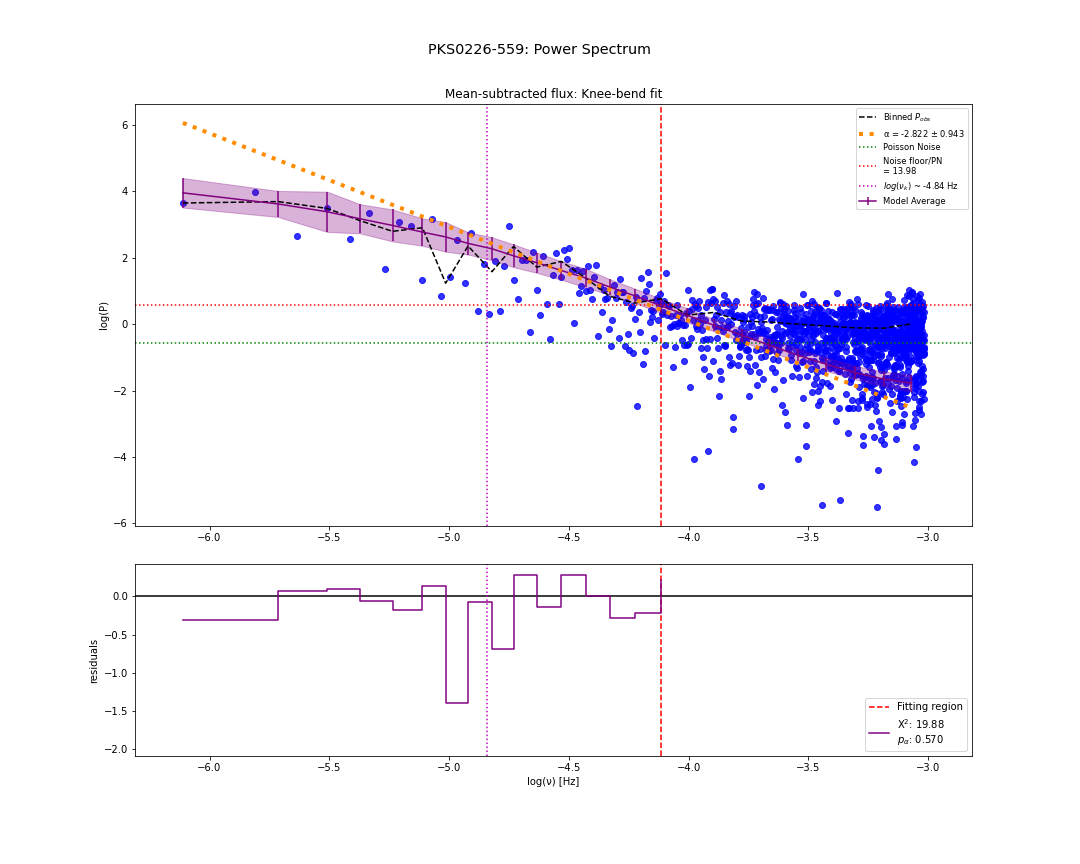 PKS0226-559: Power Spectrum
Mean-subtracted flux: Knee-bend fit
log(P)
6
4
2
0
−2
−4
−6
Binned P_obs
α = -2.822 ± 0.943
Poisson Noise
Noise floor/PN
= 13.98
log(ν_k) ~ -4.84 Hz
Model Average
−6.0 −5.5 −5.0 −4.5 −4.0 −3.5 −3.0
residuals
0.0
−0.5
−1.0
−1.5
−2.0
Fitting region
X²: 19.88
p_α: 0.570
−6.0 −5.5 −5.0 −4.5 −4.0 −3.5 −3.0
log(ν) [Hz]